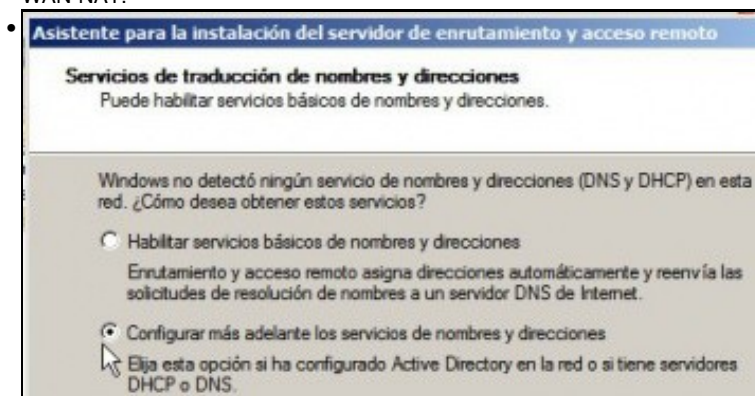 WAN NAT.
Asistente para la instalación del servidor de enrutamiento y acceso remoto
Servicios de traducción de nombres y direcciones
Puede habilitar servicios básicos de nombres y direcciones.
Windows no detectó ningún servicio de nombres y direcciones (DNS y DHCP) en esta
red. ¿Cómo desea obtener estos servicios?
Habilitar servicios básicos de nombres y direcciones
Enrutamiento y acceso remoto asigna direcciones automáticamente y reenvía las
solicitudes de resolución de nombres a un servidor DNS de Internet.
Configurar más adelante los servicios de nombres y direcciones
Elija esta opción si ha configurado Active Directory en la red o si tiene servidores
DHCP o DNS.